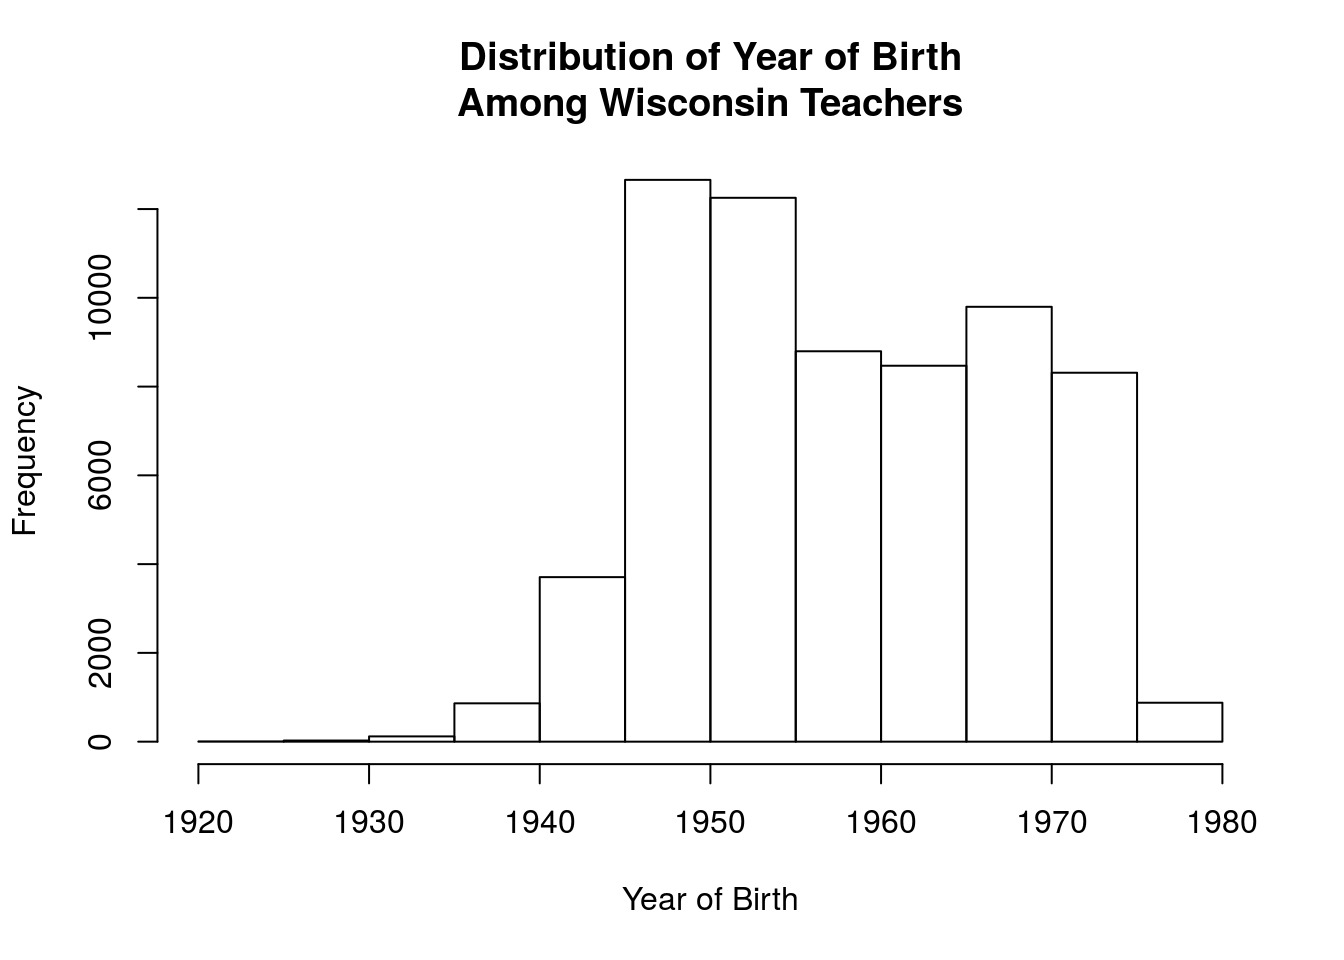 Distribution of Year of Birth
Among Wisconsin Teachers
Frequency
10000
6000
2000
0
1920 1930 1940 1950 1960 1970 1980
Year of Birth